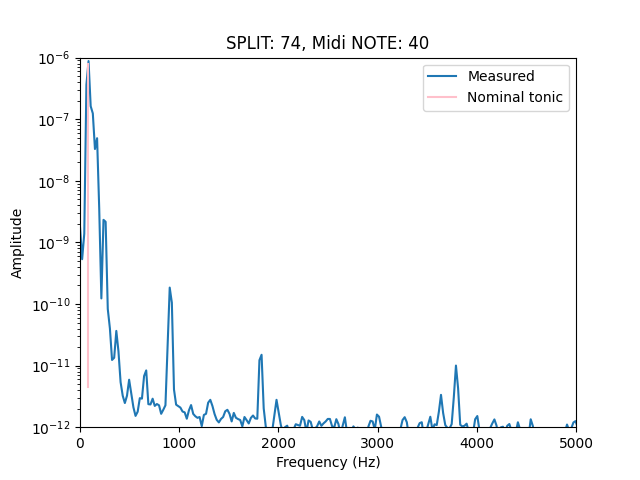 SPLIT: 74, Midi NOTE: 40
Measured
Nominal tonic
Amplitude
10⁻⁶
10⁻⁷
10⁻⁸
10⁻⁹
10⁻¹⁰
10⁻¹¹
10⁻¹²
0 1000 2000 3000 4000 5000
Frequency (Hz)